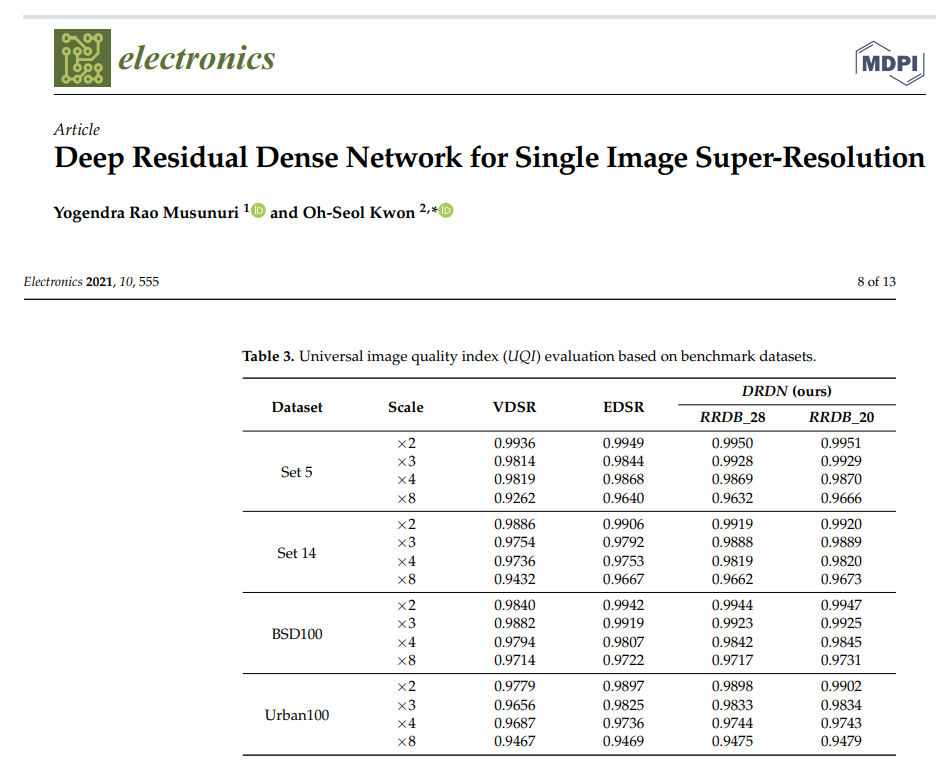 electronics
MDPI
Article
Deep Residual Dense Network for Single Image Super-Resolution
Yogendra Rao Musunuri 1 iD and Oh-Seol Kwon 2,* iD
Electronics 2021, 10, 555 8 of 13
Table 3. Universal image quality index (UQI) evaluation based on benchmark datasets.
DRDN (ours)
Dataset Scale VDSR EDSR
RRDB_28 RRDB_20
×2 0.9936 0.9949 0.9950 0.9951
×3 0.9814 0.9844 0.9928 0.9929
Set 5
×4 0.9819 0.9868 0.9869 0.9870
×8 0.9262 0.9640 0.9632 0.9666
×2 0.9886 0.9906 0.9919 0.9920
×3 0.9754 0.9792 0.9888 0.9889
Set 14
×4 0.9736 0.9753 0.9819 0.9820
×8 0.9432 0.9667 0.9662 0.9673
×2 0.9840 0.9942 0.9944 0.9947
×3 0.9882 0.9919 0.9923 0.9925
BSD100
×4 0.9794 0.9807 0.9842 0.9845
×8 0.9714 0.9722 0.9717 0.9731
×2 0.9779 0.9897 0.9898 0.9902
×3 0.9656 0.9825 0.9833 0.9834
Urban100
×4 0.9687 0.9736 0.9744 0.9743
×8 0.9467 0.9469 0.9475 0.9479